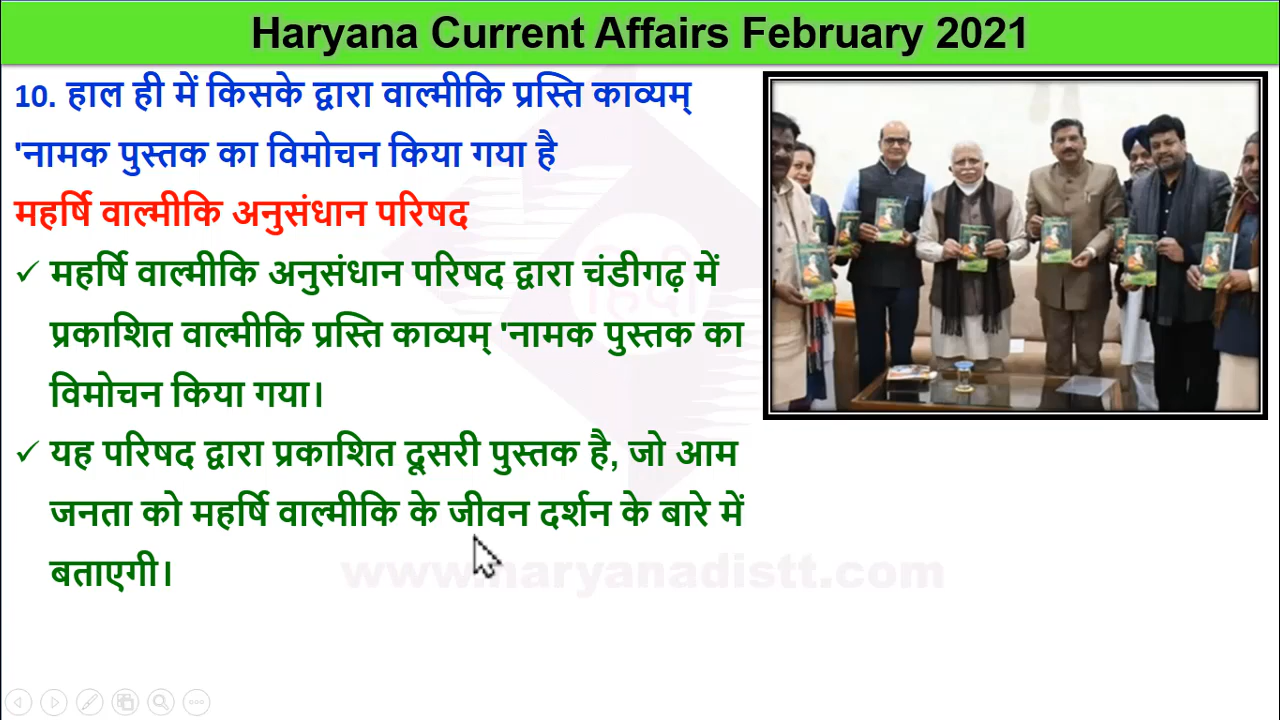 Haryana Current Affairs February 2021
10. हाल ही में किसके द्वारा वाल्मीकि प्रस्ति काव्यम्
'नामक पुस्तक का विमोचन किया गया है
महर्षि वाल्मीकि अनुसंधान परिषद
✓ महर्षि वाल्मीकि अनुसंधान परिषद द्वारा चंडीगढ़ में
प्रकाशित वाल्मीकि प्रस्ति काव्यम् 'नामक पुस्तक का
विमोचन किया गया।
✓ यह परिषद द्वारा प्रकाशित दूसरी पुस्तक है, जो आम
जनता को महर्षि वाल्मीकि के जीवन दर्शन के बारे में
बताएगी।
हिंदी
www.haryanadistt.com